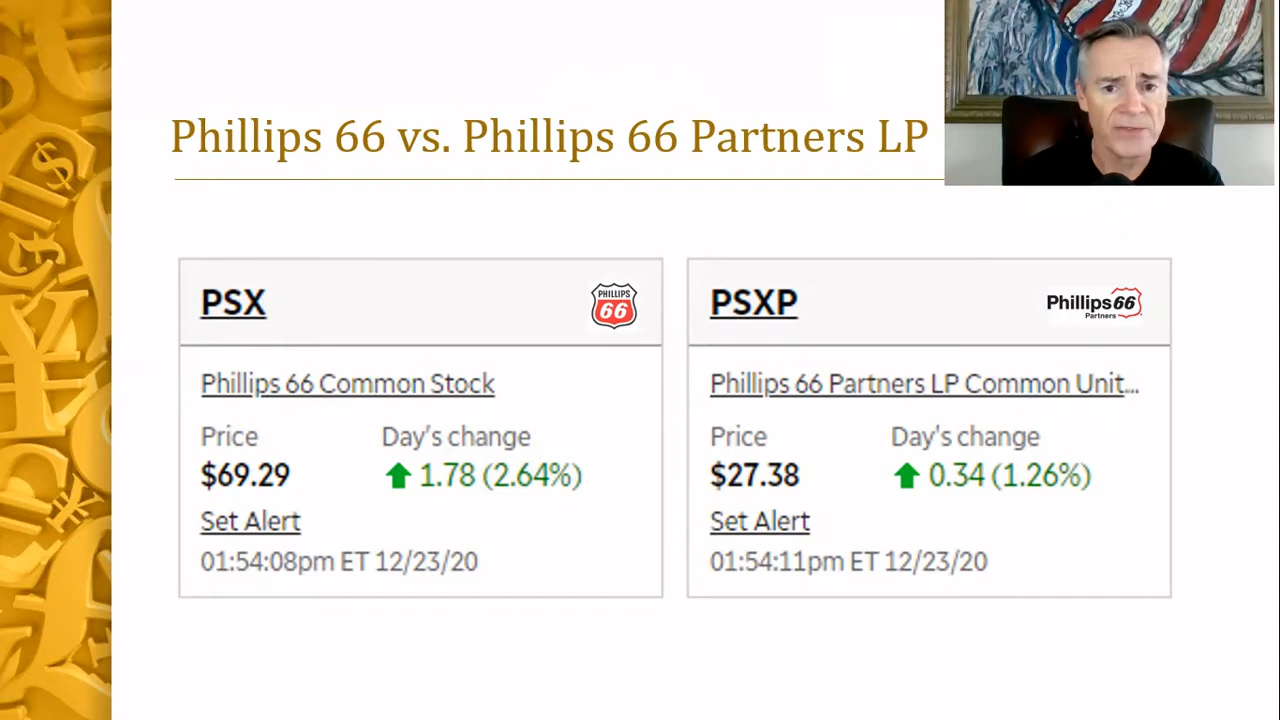 Phillips 66 vs. Phillips 66 Partners LP
PSX
PHILLIPS
66
Phillips 66 Common Stock
Price
Day's change
$69.29
1.78 (2.64%)
Set Alert
01:54:08pm ET 12/23/20
PSXP
Phillips 66
Partners
Phillips 66 Partners LP Common Unit...
Price
Day's change
$27.38
0.34 (1.26%)
Set Alert
01:54:11pm ET 12/23/20